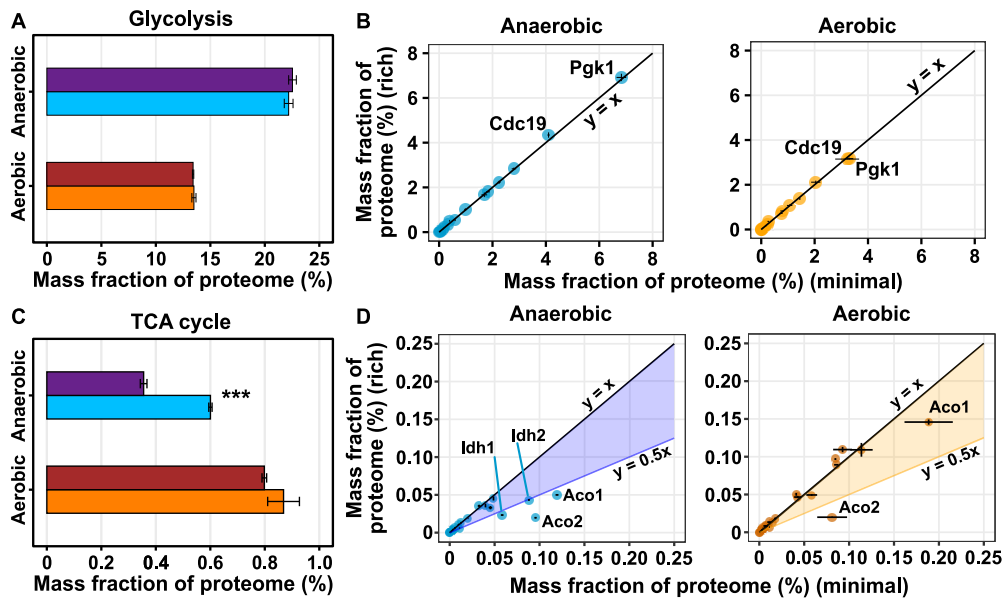 A
Glycolysis
Anaerobic
Aerobic
0 5 10 15 20 25
Mass fraction of proteome (%)
B
Anaerobic
Aerobic
Mass fraction of
proteome (%) (rich)
8
6
4
2
0
Pgk1
Cdc19
y = x
0 2 4 6 8
8
6
4
2
0
y = x
Cdc19
Pgk1
0 2 4 6 8
Mass fraction of proteome (%) (minimal)
C
TCA cycle
Anaerobic
***
Aerobic
0.0 0.2 0.4 0.6 0.8 1.0
Mass fraction of proteome (%)
D
Anaerobic
Aerobic
Mass fraction of
proteome (%) (rich)
0.25
0.20
0.15
0.10
0.05
0
y = x
Idh1
Idh2
Aco1
Aco2
y = 0.5x
0 0.05 0.10 0.15 0.20 0.25
0.25
0.20
0.15
0.10
0.05
0
y = x
Aco1
y = 0.5x
Aco2
0 0.05 0.10 0.15 0.20 0.25
Mass fraction of proteome (%) (minimal)